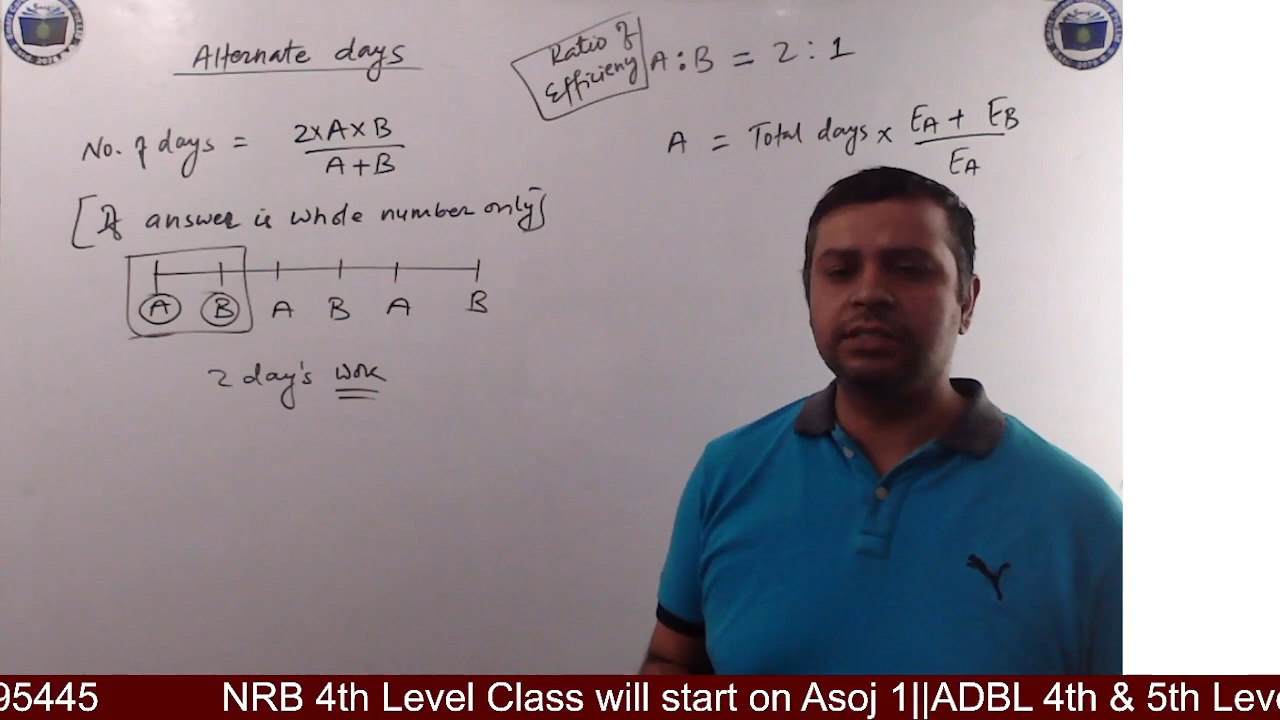 Alternate days
No. of days = 2×A×B / A+B
[If answer is whole number only]
A B A B A B
2 day's work
Ratio of
Efficieny
A:B = 2:1
A = Total days × EA + EB / EA
95445 NRB 4th Level Class will start on Asoj 1||ADBL 4th & 5th Leve